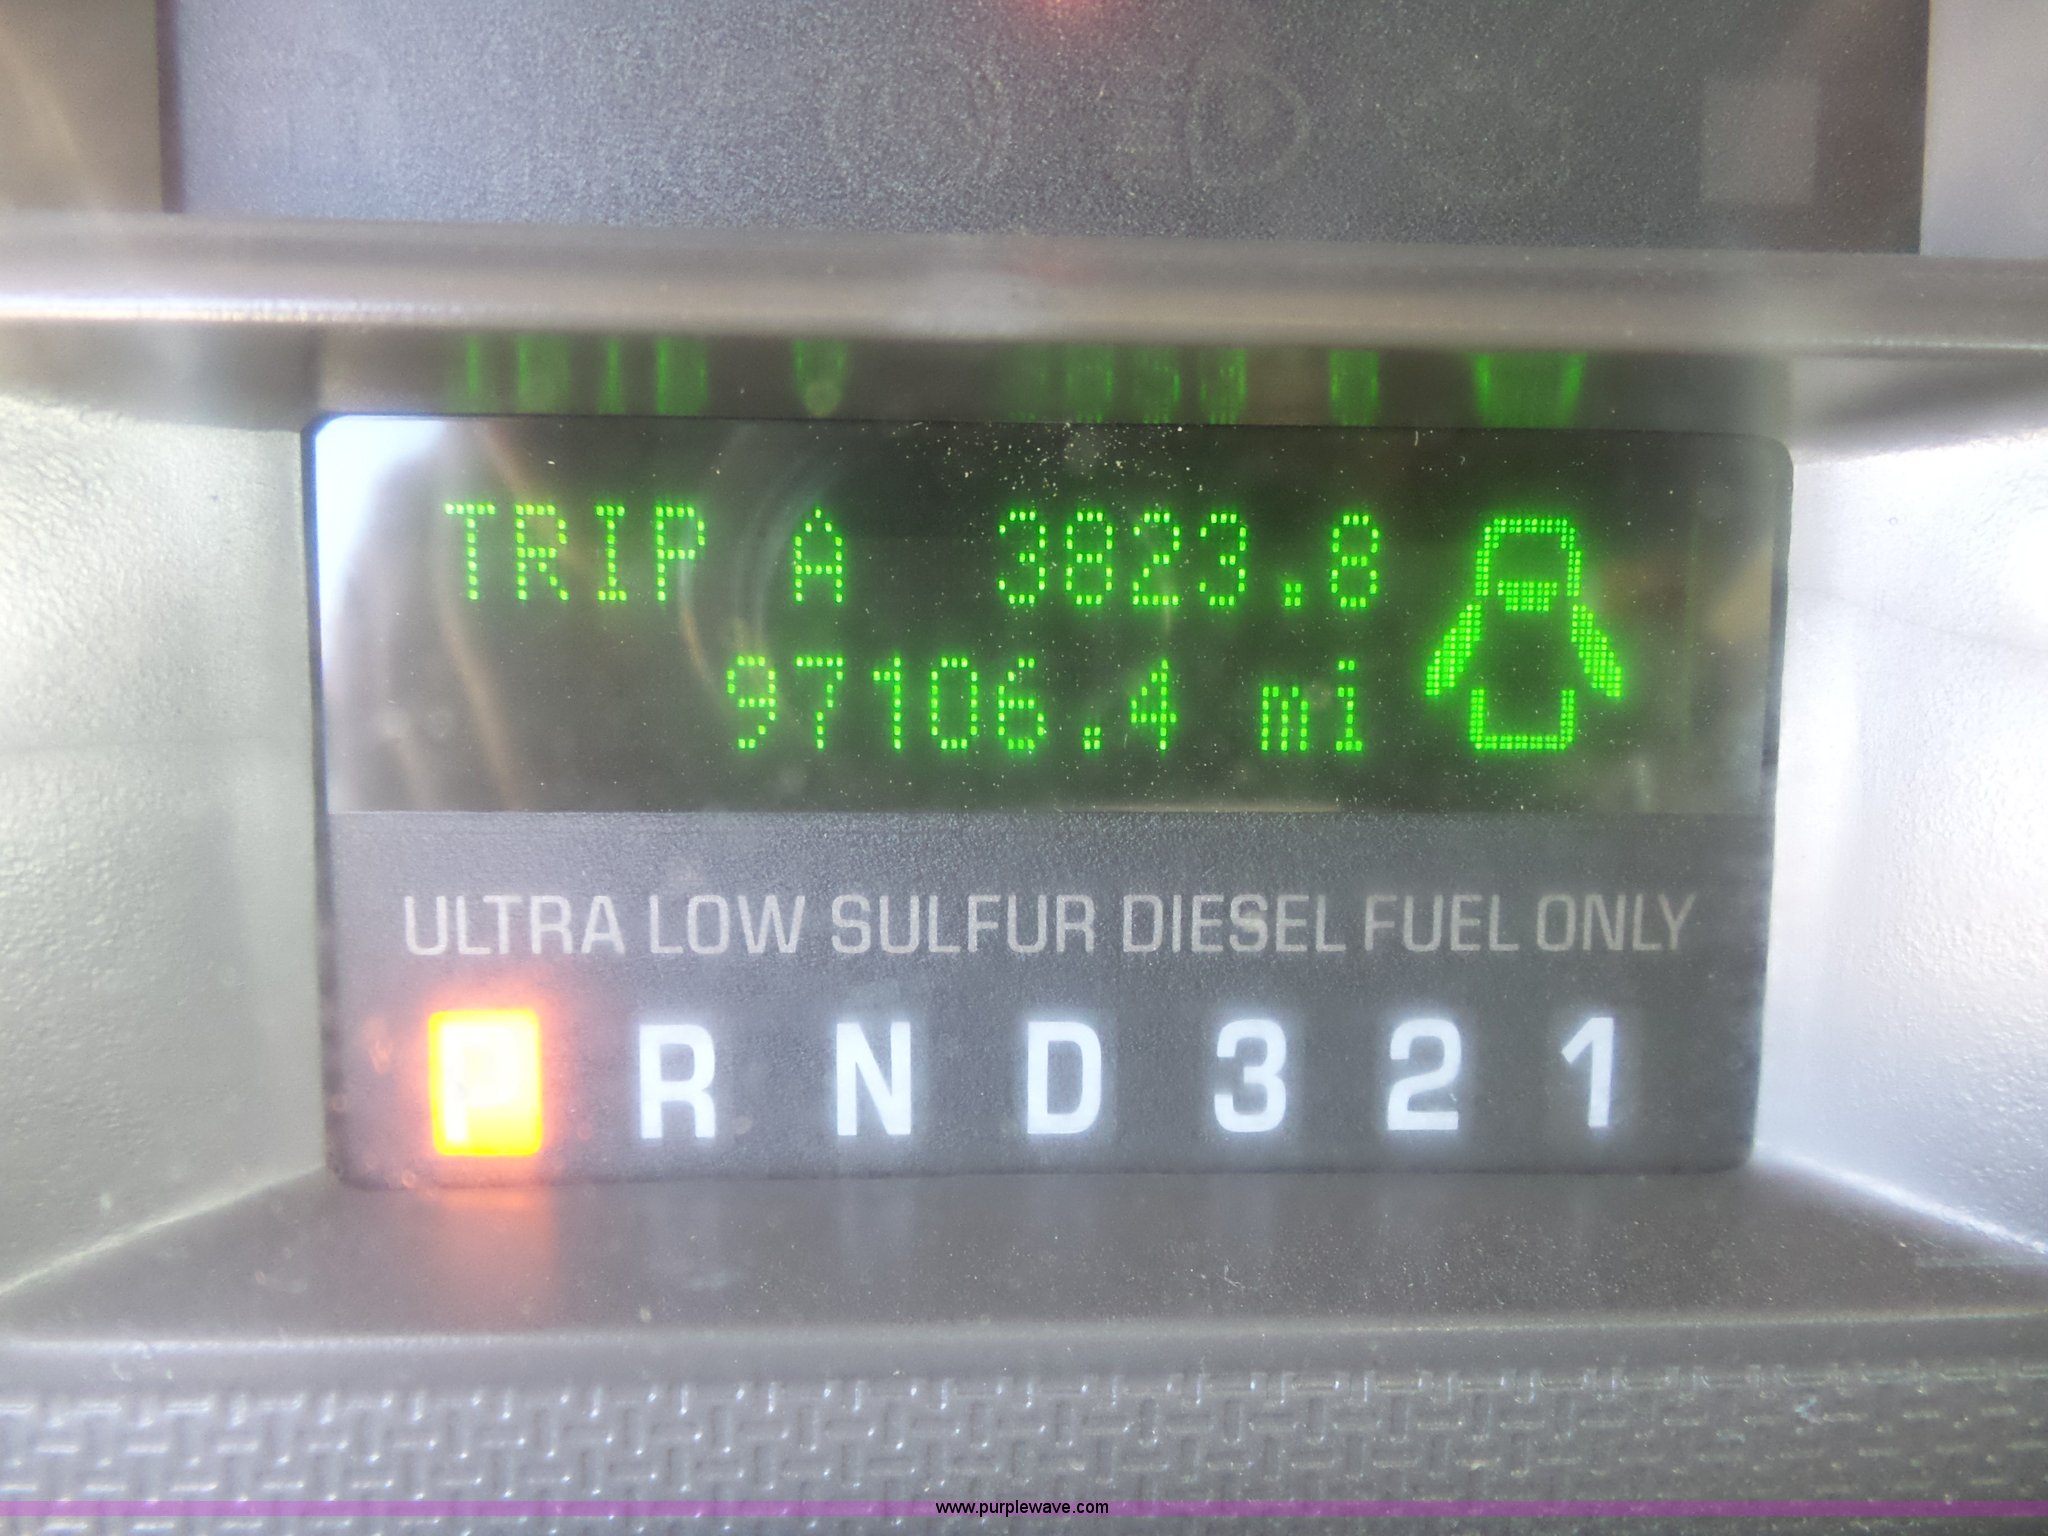 TRIP A 3823.8
97106.4 mi
ULTRA LOW SULFUR DIESEL FUEL ONLY
P R N D 3 2 1
www.purplewave.com